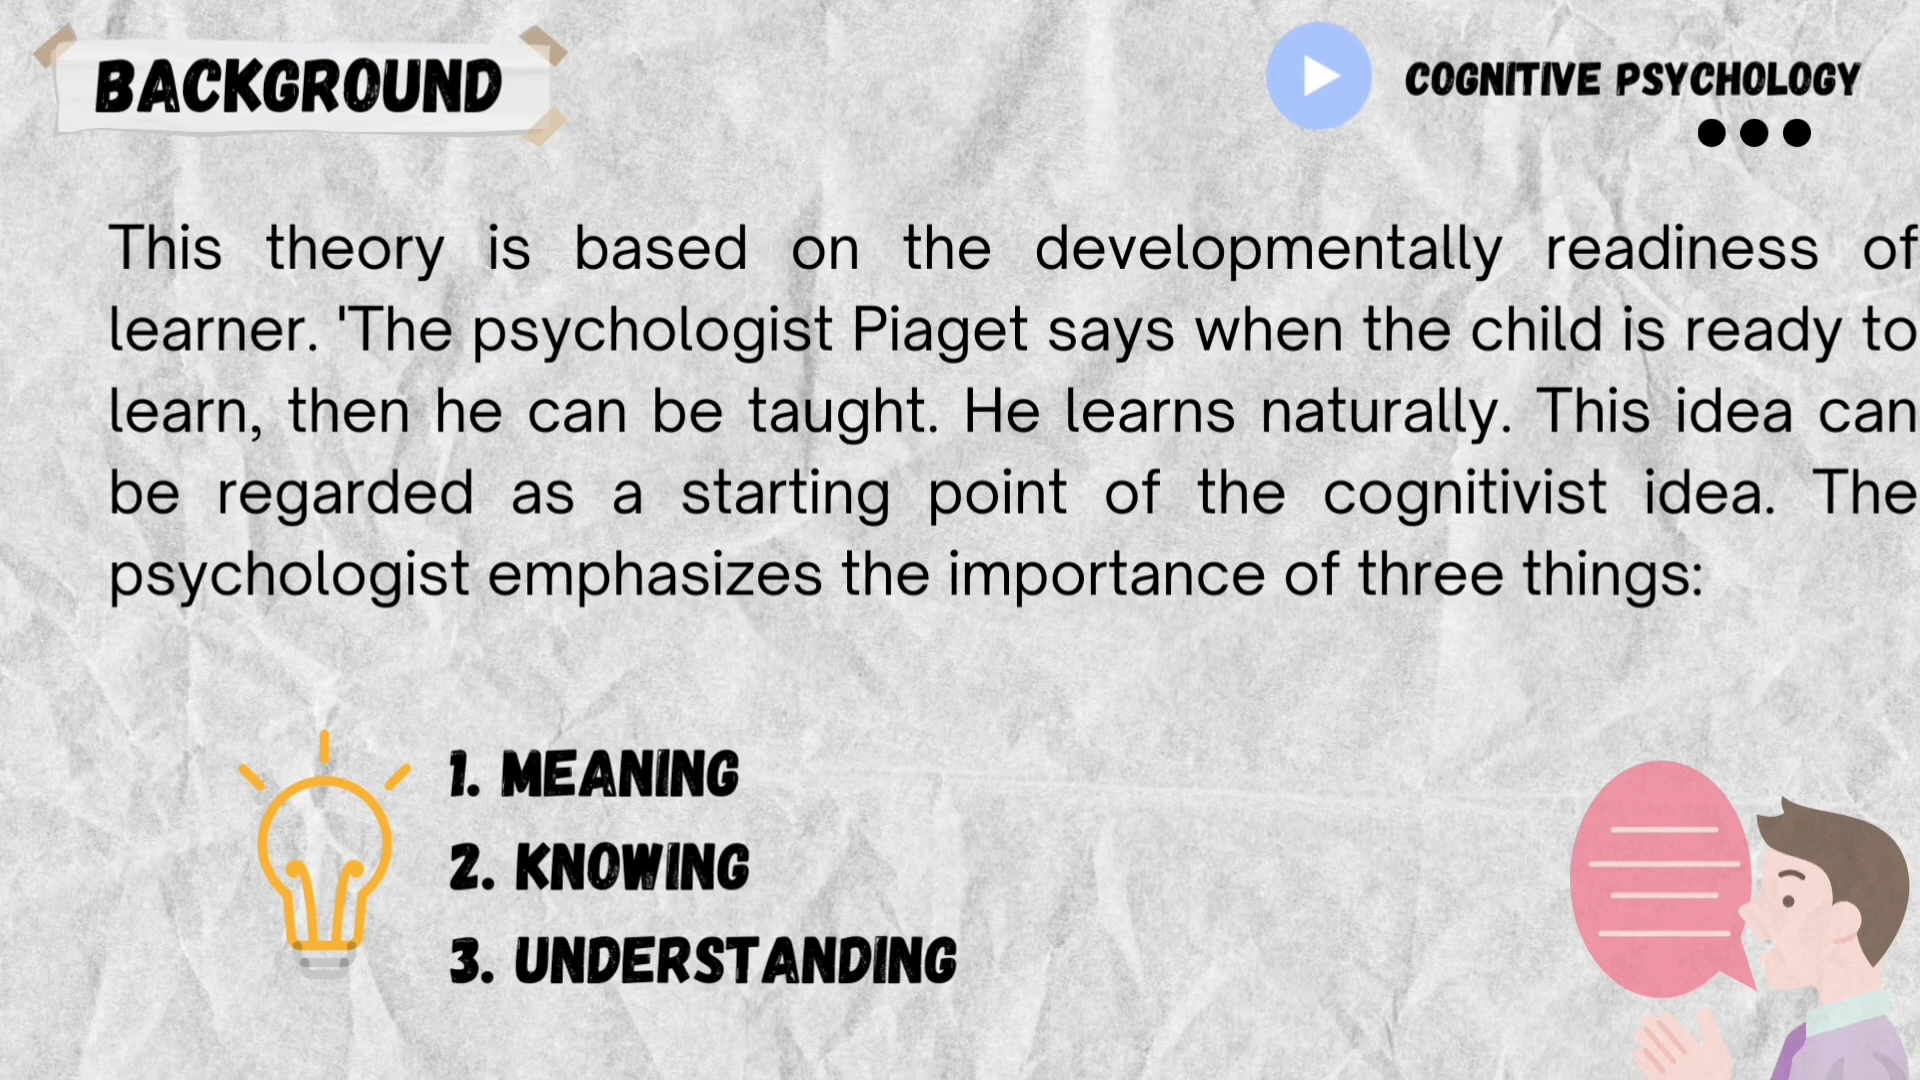 BACKGROUND
COGNITIVE PSYCHOLOGY
This theory is based on the developmentally readiness of
learner. 'The psychologist Piaget says when the child is ready to
learn, then he can be taught. He learns naturally. This idea can
be regarded as a starting point of the cognitivist idea. The
psychologist emphasizes the importance of three things:
1. MEANING
2. KNOWING
3. UNDERSTANDING